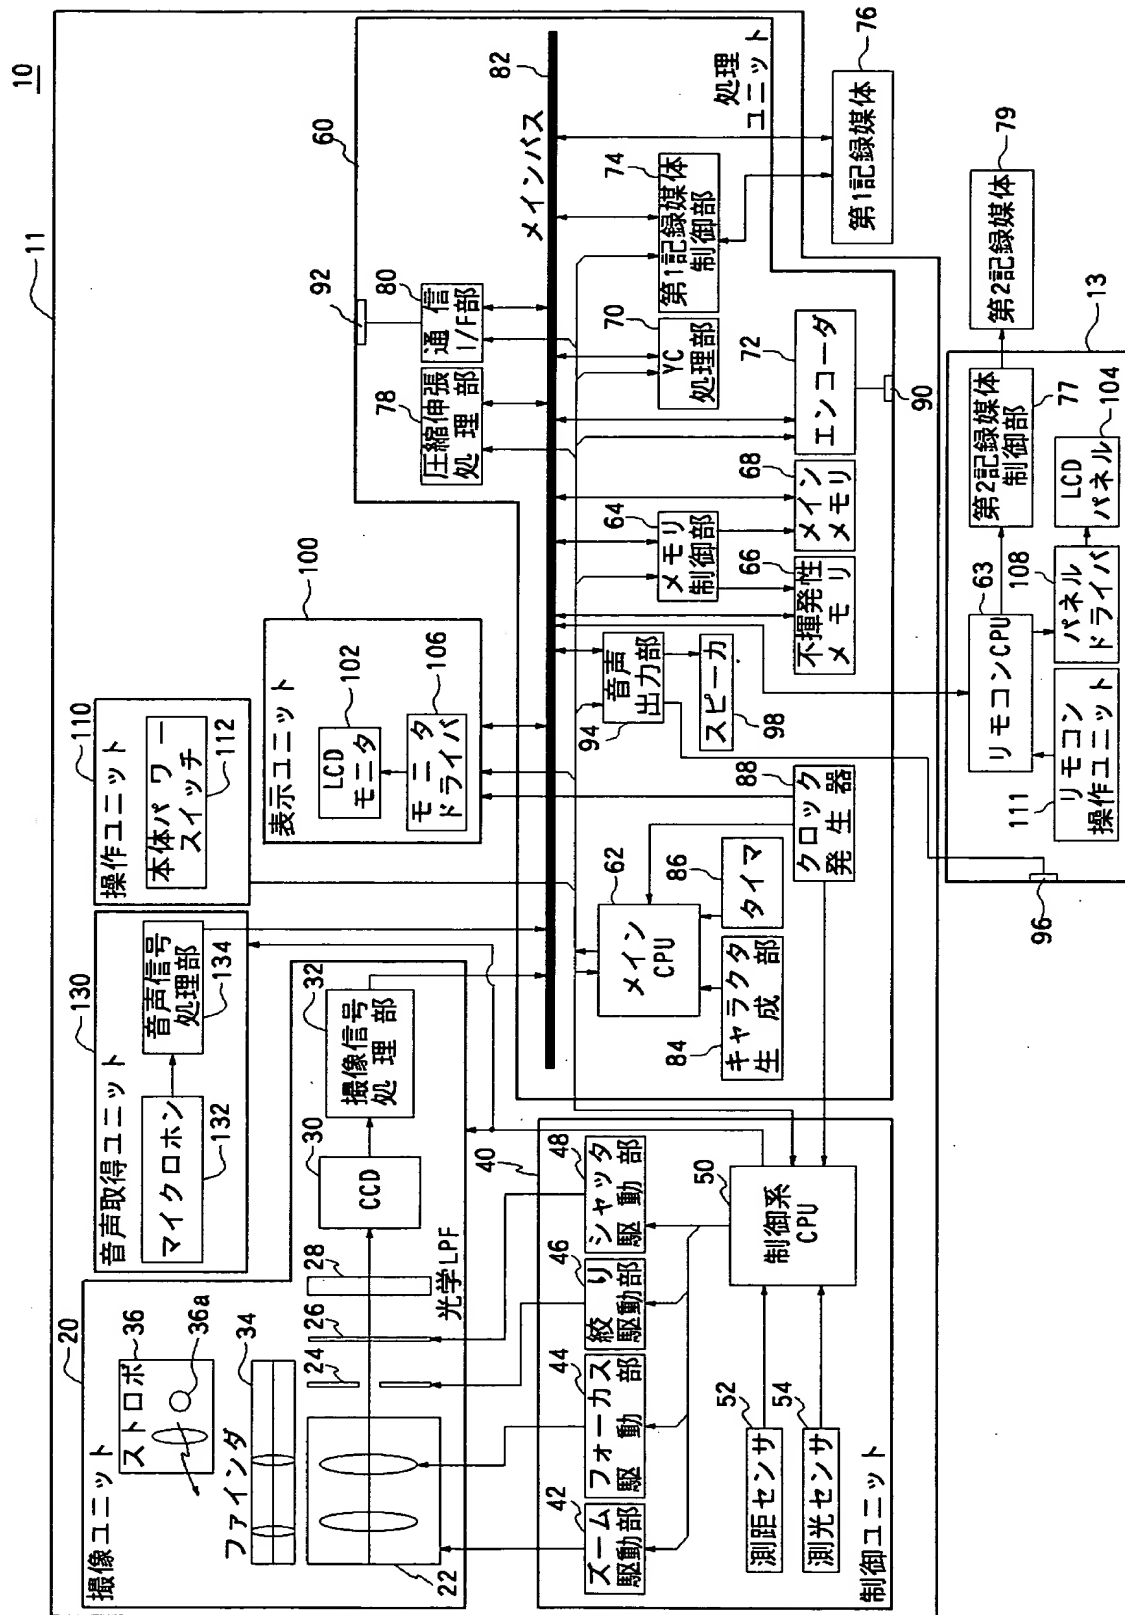 10
11
撮像ユニット
20
ストロボ
36
36a
ファインダ
34
22
24
26
28
光学LPF
CCD
30
撮像信号
処理部
32
音声取得ユニット
130
マイクロホン
132
音声信号
処理部
134
操作ユニット
110
本体パワー
スイッチ
112
表示ユニット
100
LCD
モニタ
102
モニタ
ドライバ
106
制御ユニット
40
ズーム
駆動部
42
フォーカス
駆動部
44
絞り
駆動部
46
シャッタ
駆動部
48
制御系
CPU
50
測距センサ
52
測光センサ
54
処理
ユニット
60
メインバス
82
圧縮伸張
処理部
78
通信
I/F部
80
92
メイン
CPU
62
キャラクタ
生成部
84
タイマ
86
クロック
発生器
88
音声
出力部
94
スピーカ
98
メモリ
制御部
64
不揮発性
メモリ
66
メイン
メモリ
68
YC
処理部
70
エンコーダ
72
90
第1記録媒体
制御部
74
第1記録媒体
76
13
96
リモコンCPU
63
リモコン
操作ユニット
111
パネル
ドライバ
108
LCD
パネル
104
第2記録媒体
制御部
77
第2記録媒体
79